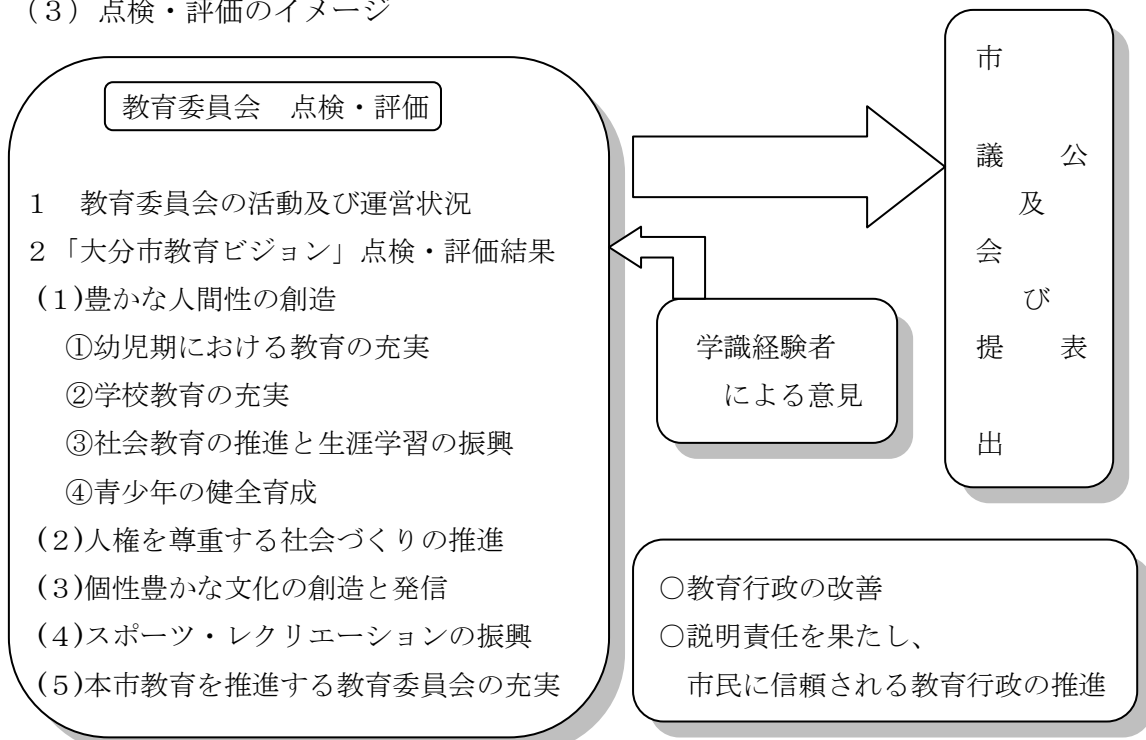 （３）点検・評価のイメージ
教育委員会　点検・評価
１　教育委員会の活動及び運営状況
２「大分市教育ビジョン」点検・評価結果
(１)豊かな人間性の創造
①幼児期における教育の充実
②学校教育の充実
③社会教育の推進と生涯学習の振興
④青少年の健全育成
(２)人権を尊重する社会づくりの推進
(３)個性豊かな文化の創造と発信
(４)スポーツ・レクリエーションの振興
(５)本市教育を推進する教育委員会の充実
学識経験者
による意見
市議会提出
及び
公表
○教育行政の改善
○説明責任を果たし、
市民に信頼される教育行政の推進